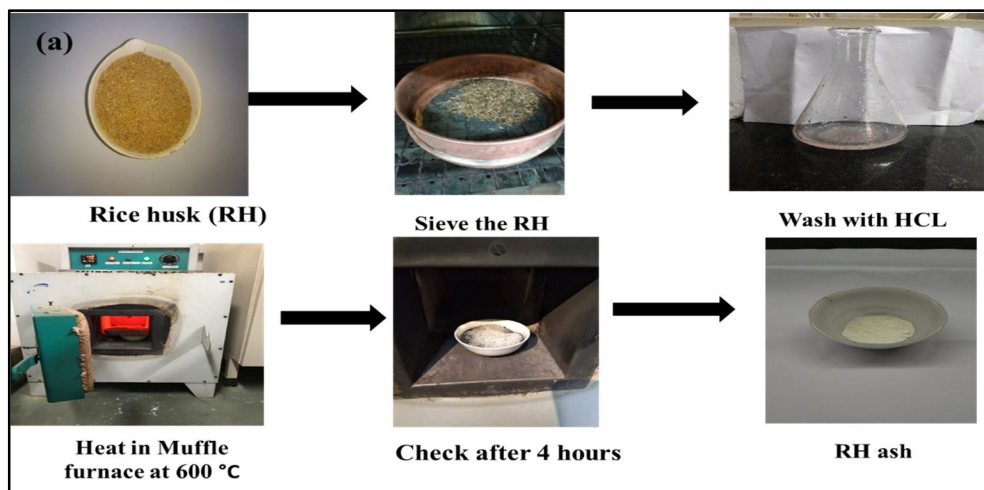 (a)
Rice husk (RH)
Sieve the RH
Wash with HCL
Heat in Muffle
furnace at 600 °C
Check after 4 hours
RH ash